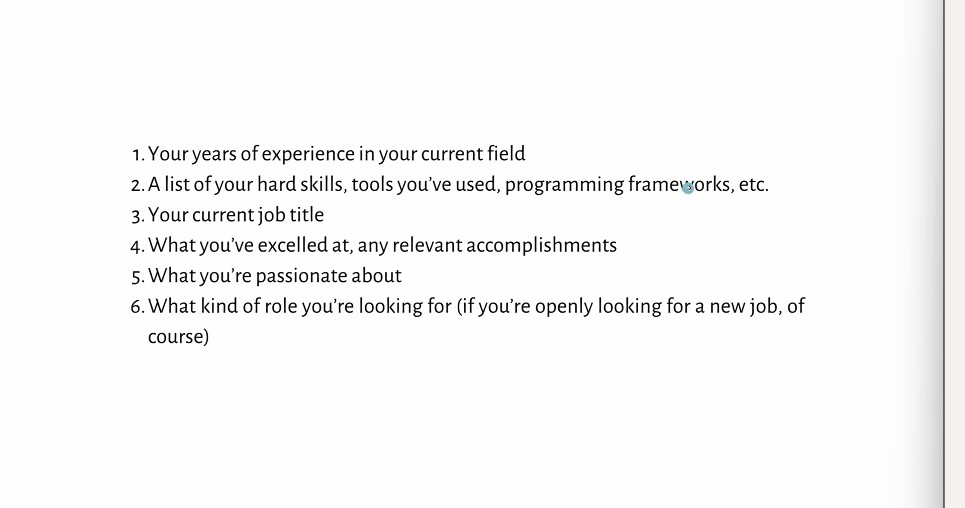 1. Your years of experience in your current field
2. A list of your hard skills, tools you’ve used, programming frameworks, etc.
3. Your current job title
4. What you’ve excelled at, any relevant accomplishments
5. What you’re passionate about
6. What kind of role you’re looking for (if you’re openly looking for a new job, of
course)